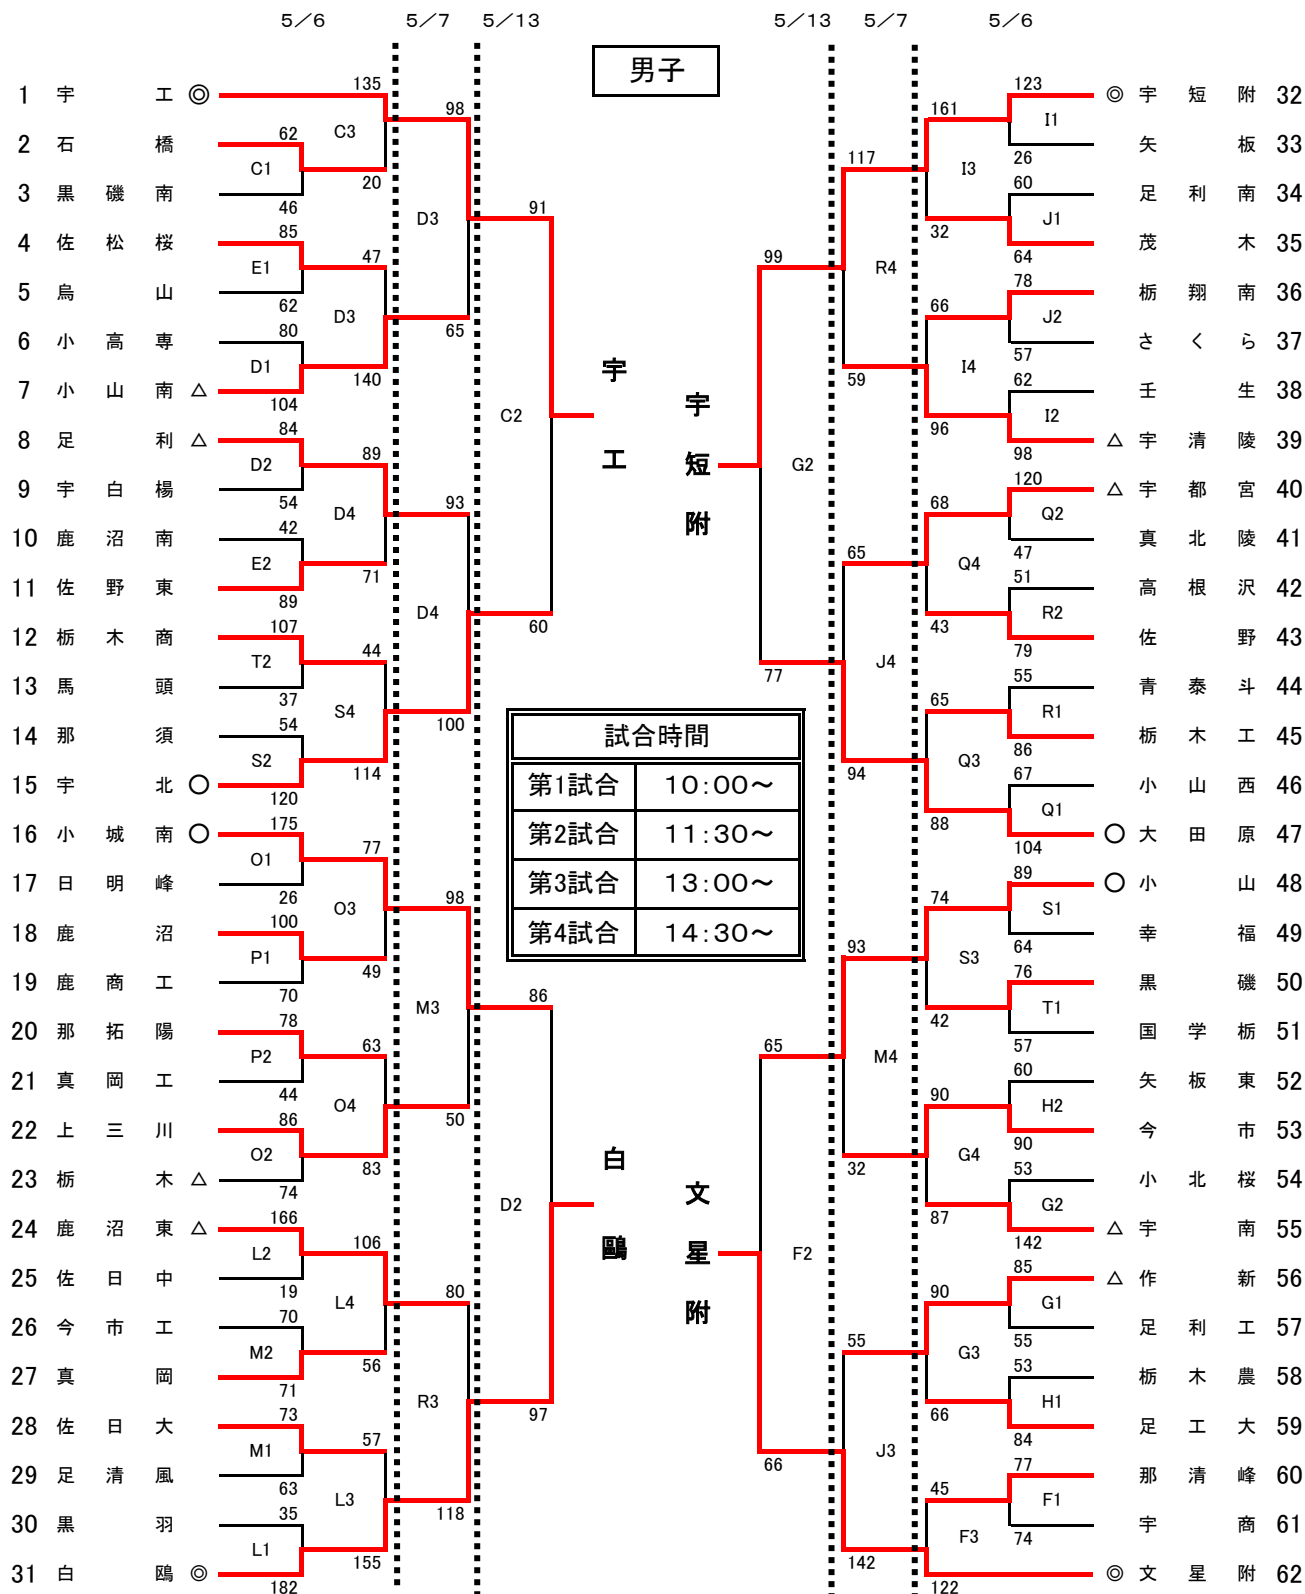 5／6 5／7 5／13 5／13 5／7 5／6
男子
1 宇工 ◎ 135
2 石橋 62
C1 C3 20
3 黒磯南 46
98
4 佐松桜 85
E1 47
5 烏山 62
D3 D3
6 小高専 80
D1 140
7 小山南 △ 104
65
91
8 足利 △ 84
D2 89
9 宇白楊 54
D4 93
10 鹿沼南 42
E2 71
11 佐野東 89
D4 C2
12 栃木商 107
T2 44
13 馬頭 37
S4 100
14 那須 54
S2 114
15 宇北 ○ 120
60
16 小城南 ○ 175
O1 77
17 日明峰 26
O3 98
18 鹿沼 100
P1 49
19 鹿商工 70
M3 86
20 那拓陽 78
P2 63
21 真岡工 44
O4 50
22 上三川 86
O2 83
23 栃木 △ 74
D2
24 鹿沼東 △ 166
L2 106
25 佐日中 19
L4 80
26 今市工 70
M2 56
27 真岡 71
R3 97
28 佐日大 73
M1 57
29 足清風 63
L3 118
30 黒羽 35
L1 155
31 白鷗 ◎ 182
宇工
白鷗
宇短附
文星附
試合時間
第1試合 10:00～
第2試合 11:30～
第3試合 13:00～
第4試合 14:30～
123 ◎ 宇短附 32
161 I1
26 矢板 33
117 I3
60 足利南 34
32 J1
64 茂木 35
99 R4
78 栃翔南 36
66 J2
57 さくら 37
59 I4
62 壬生 38
96 I2
98 △ 宇清陵 39
G2
120 △ 宇都宮 40
68 Q2
47 真北陵 41
65 Q4
51 高根沢 42
43 R2
79 佐野 43
77 J4
55 青泰斗 44
65 R1
86 栃木工 45
94 Q3
67 小山西 46
88 Q1
104 ○ 大田原 47
89 ○ 小山 48
74 S1
64 幸福 49
93 S3
76 黒磯 50
42 T1
57 国学栃 51
65 M4
60 矢板東 52
90 H2
90 今市 53
32 G4
53 小北桜 54
87 G2
142 △ 宇南 55
F2
85 △ 作新 56
90 G1
55 足利工 57
55 G3
53 栃木農 58
66 H1
84 足工大 59
66 J3
77 那清峰 60
45 F1
74 宇商 61
142 F3
122 ◎ 文星附 62